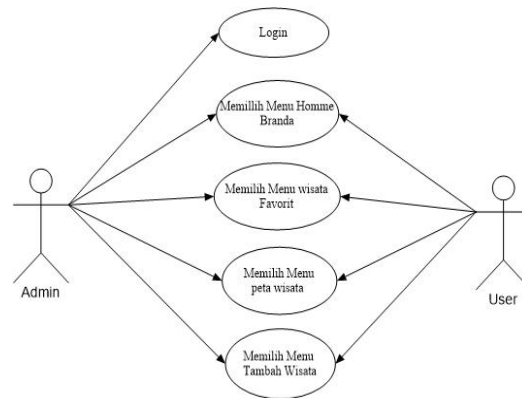 Login
Memillih Menu Homme
Branda
Memilih Menu wisata
Favorit
Memilih Menu
peta wisata
Memilih Menu
Tambah Wisata
Admin
User